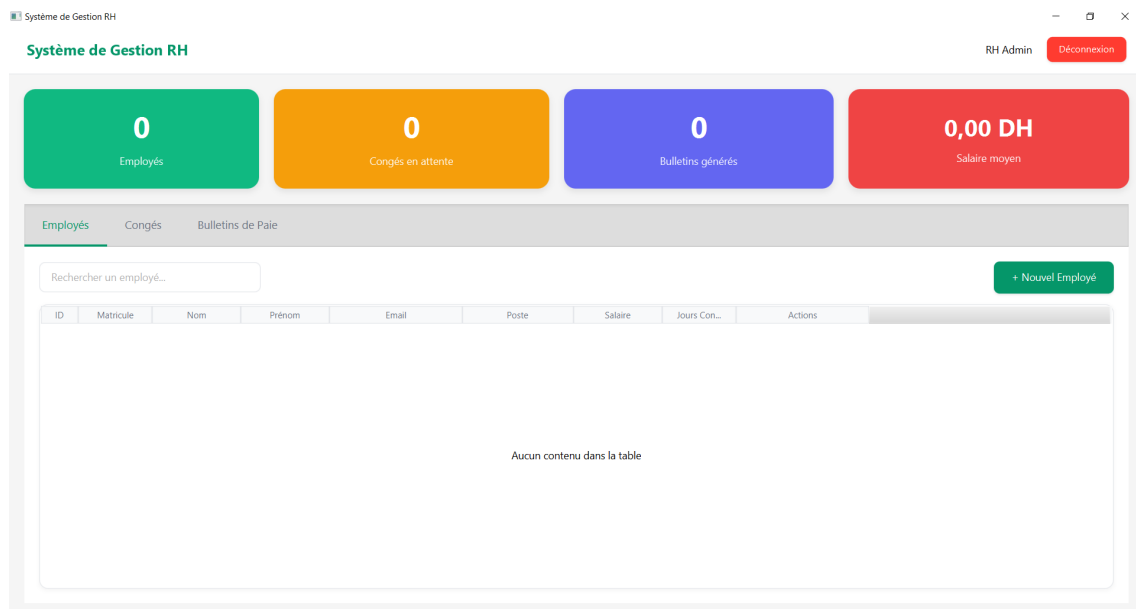 Système de Gestion RH
Système de Gestion RH
RH Admin
Déconnexion
0
Employés
0
Congés en attente
0
Bulletins générés
0,00 DH
Salaire moyen
Employés Congés Bulletins de Paie
Rechercher un employé...
+ Nouvel Employé
ID Matricule Nom Prénom Email Poste Salaire Jours Con... Actions
Aucun contenu dans la table